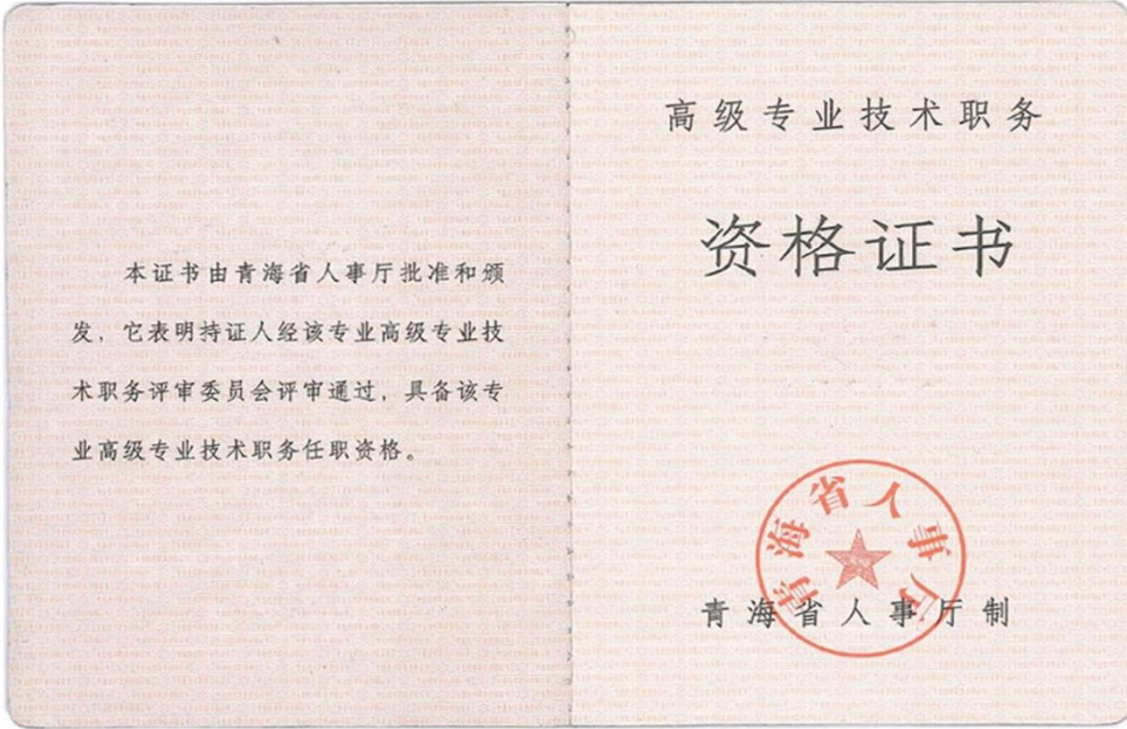 本证书由青海省人事厅批准和颁
发，它表明持证人经该专业高级专业技
术职务评审委员会评审通过，具备该专
业高级专业技术职务任职资格。
高级专业技术职务
资格证书
青海省人事厅
青海省人事厅制